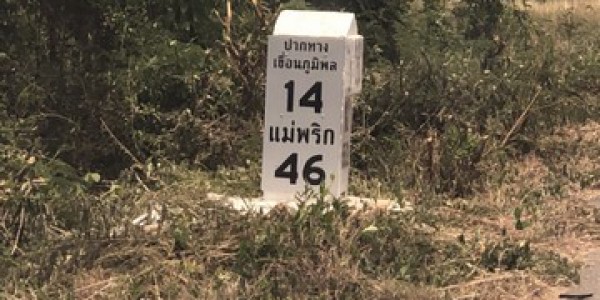 ปากทาง
เขื่อนภูมิพล
14
แม่พริก
46